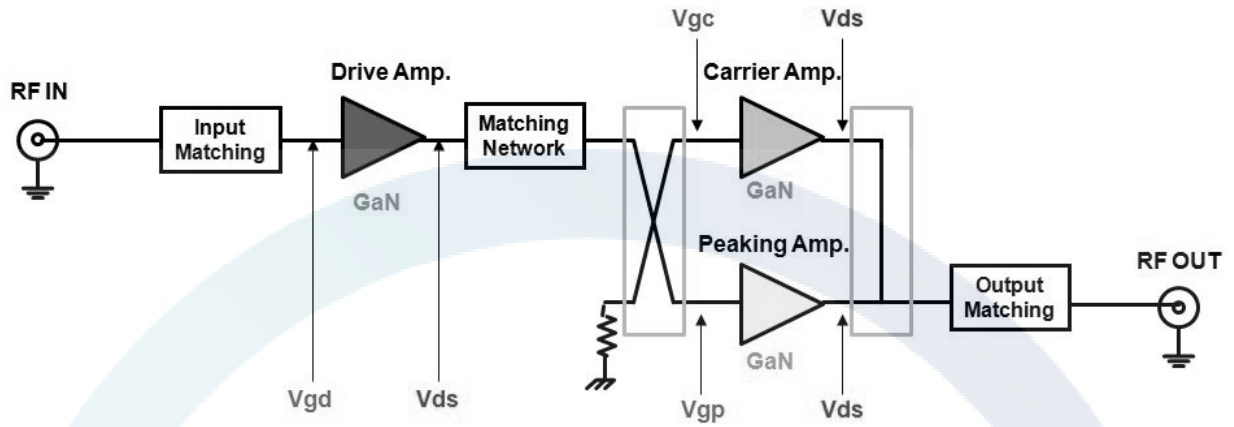 Vgc
Vds
Drive Amp.
Carrier Amp.
RF IN
Input
Matching
Matching
Network
GaN
GaN
Peaking Amp.
RF OUT
Output
Matching
GaN
Vgd
Vds
Vgp
Vds